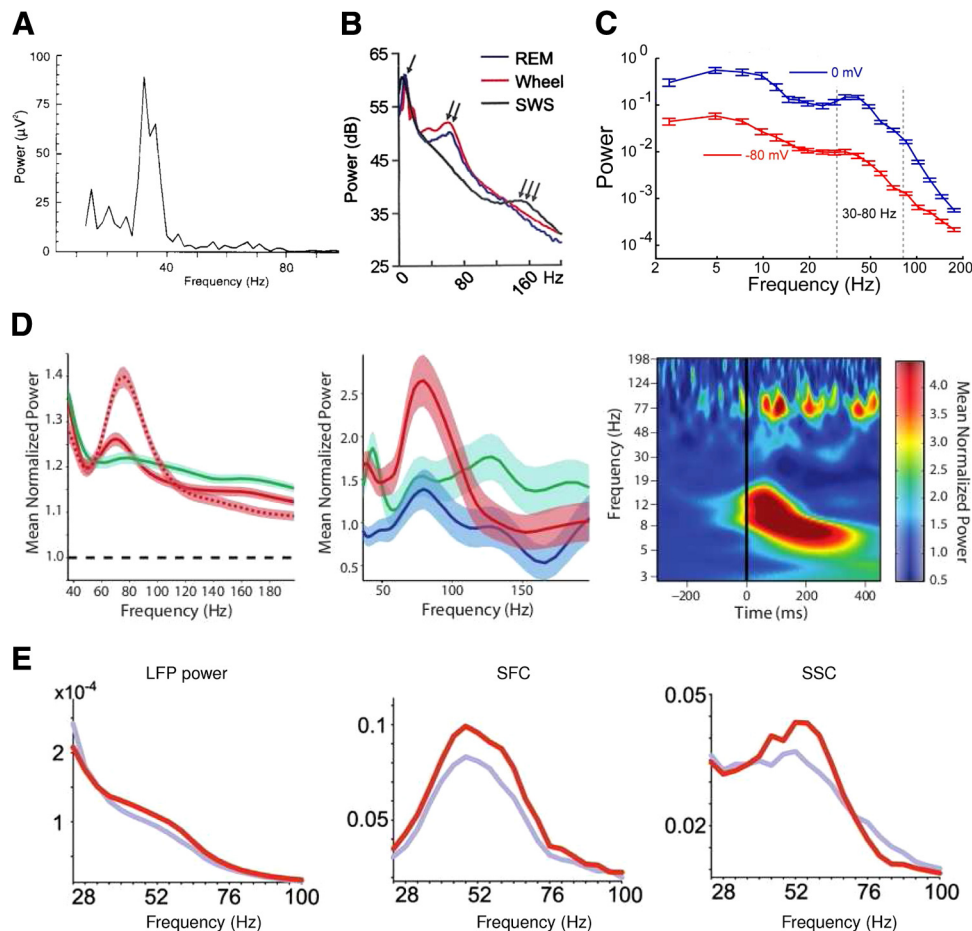 A
Power (μV²)
100
75
50
25
0
40
80
Frequency (Hz)
B
Power (dB)
65
55
45
35
25
REM
Wheel
SWS
0
80
160
Hz
C
Power
10⁰
10⁻¹
10⁻²
10⁻³
10⁻⁴
0 mV
-80 mV
30-80 Hz
2
5
10
20
50
100
200
Frequency (Hz)
D
Mean Normalized Power
1.4
1.3
1.2
1.1
1.0
40 60 80 100 120 140 160 180
Frequency (Hz)
Mean Normalized Power
2.5
2.0
1.5
1.0
0.5
50
100
150
Frequency (Hz)
Frequency (Hz)
198
124
77
30
19
12
8
5
3
-200
0
200
400
Time (ms)
4.0
3.5
3.0
2.5
2.0
1.5
1.0
0.5
Mean Normalized Power
E
LFP power
x10⁻⁴
2
1
28
52
76
100
Frequency (Hz)
SFC
0.1
0.05
28
52
76
100
Frequency (Hz)
SSC
0.05
0.02
28
52
76
100
Frequency (Hz)